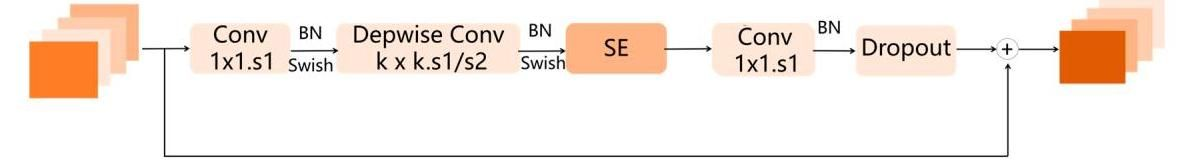 Conv
1x1.s1
BN
Swish
Depwise Conv
k x k.s1/s2
BN
Swish
SE
Conv
1x1.s1
BN
Dropout
+